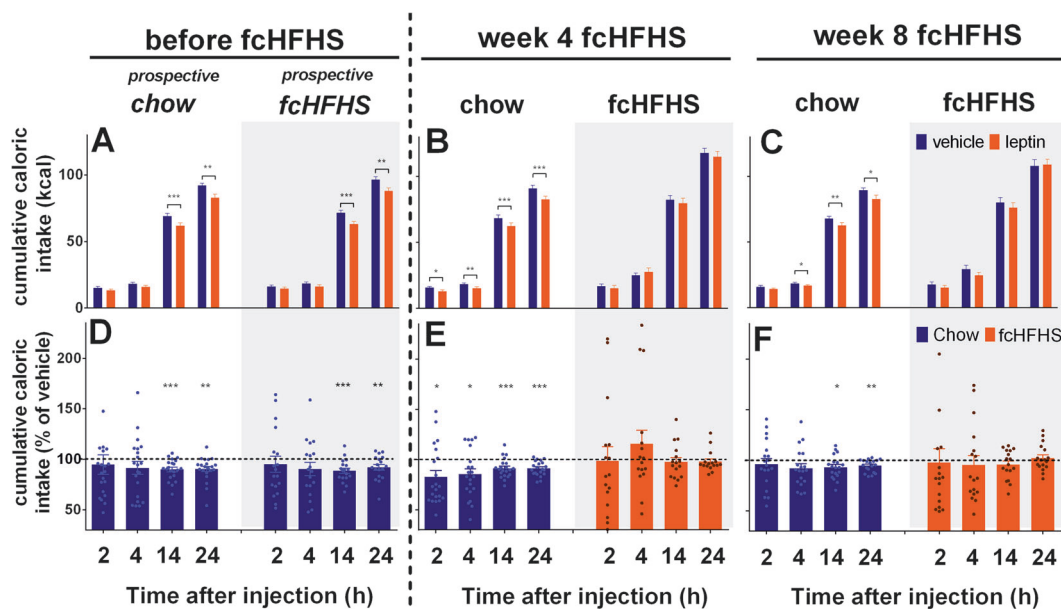 before fcHFHS
week 4 fcHFHS
week 8 fcHFHS
prospective
chow
prospective
fcHFHS
chow
fcHFHS
chow
fcHFHS
cumulative caloric
intake (kcal)
100
50
0
A
***
**
***
**
B
*
**
***
***
C
vehicle
leptin
*
**
*
cumulative caloric
intake (% of vehicle)
200
150
100
50
D
***
**
***
**
E
*
*
***
***
F
Chow
fcHFHS
*
**
2 4 14 24 2 4 14 24
2 4 14 24 2 4 14 24
2 4 14 24 2 4 14 24
Time after injection (h)
Time after injection (h)
Time after injection (h)